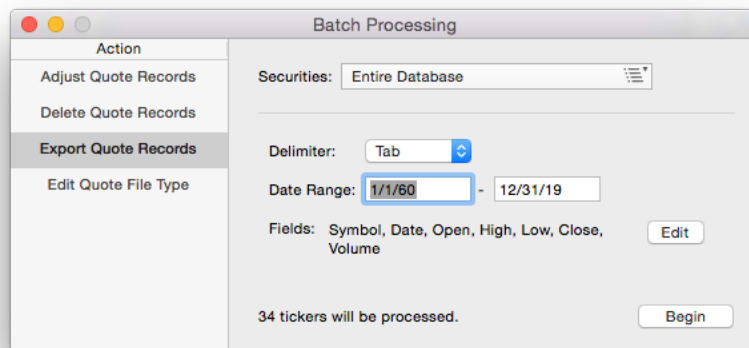 Batch Processing
Action
Adjust Quote Records
Delete Quote Records
Export Quote Records
Edit Quote File Type
Securities: Entire Database
Delimiter: Tab
Date Range: 1/1/60 - 12/31/19
Fields: Symbol, Date, Open, High, Low, Close,
Volume
Edit
34 tickers will be processed.
Begin